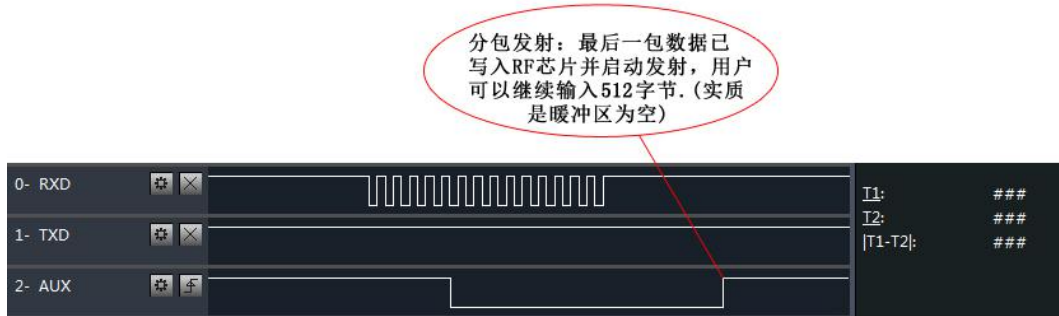 分包发射：最后一包数据已
写入RF芯片并启动发射，用户
可以继续输入512字节.(实质
是暖冲区为空)
0- RXD
1- TXD
2- AUX
T1: ###
T2: ###
|T1-T2|: ###